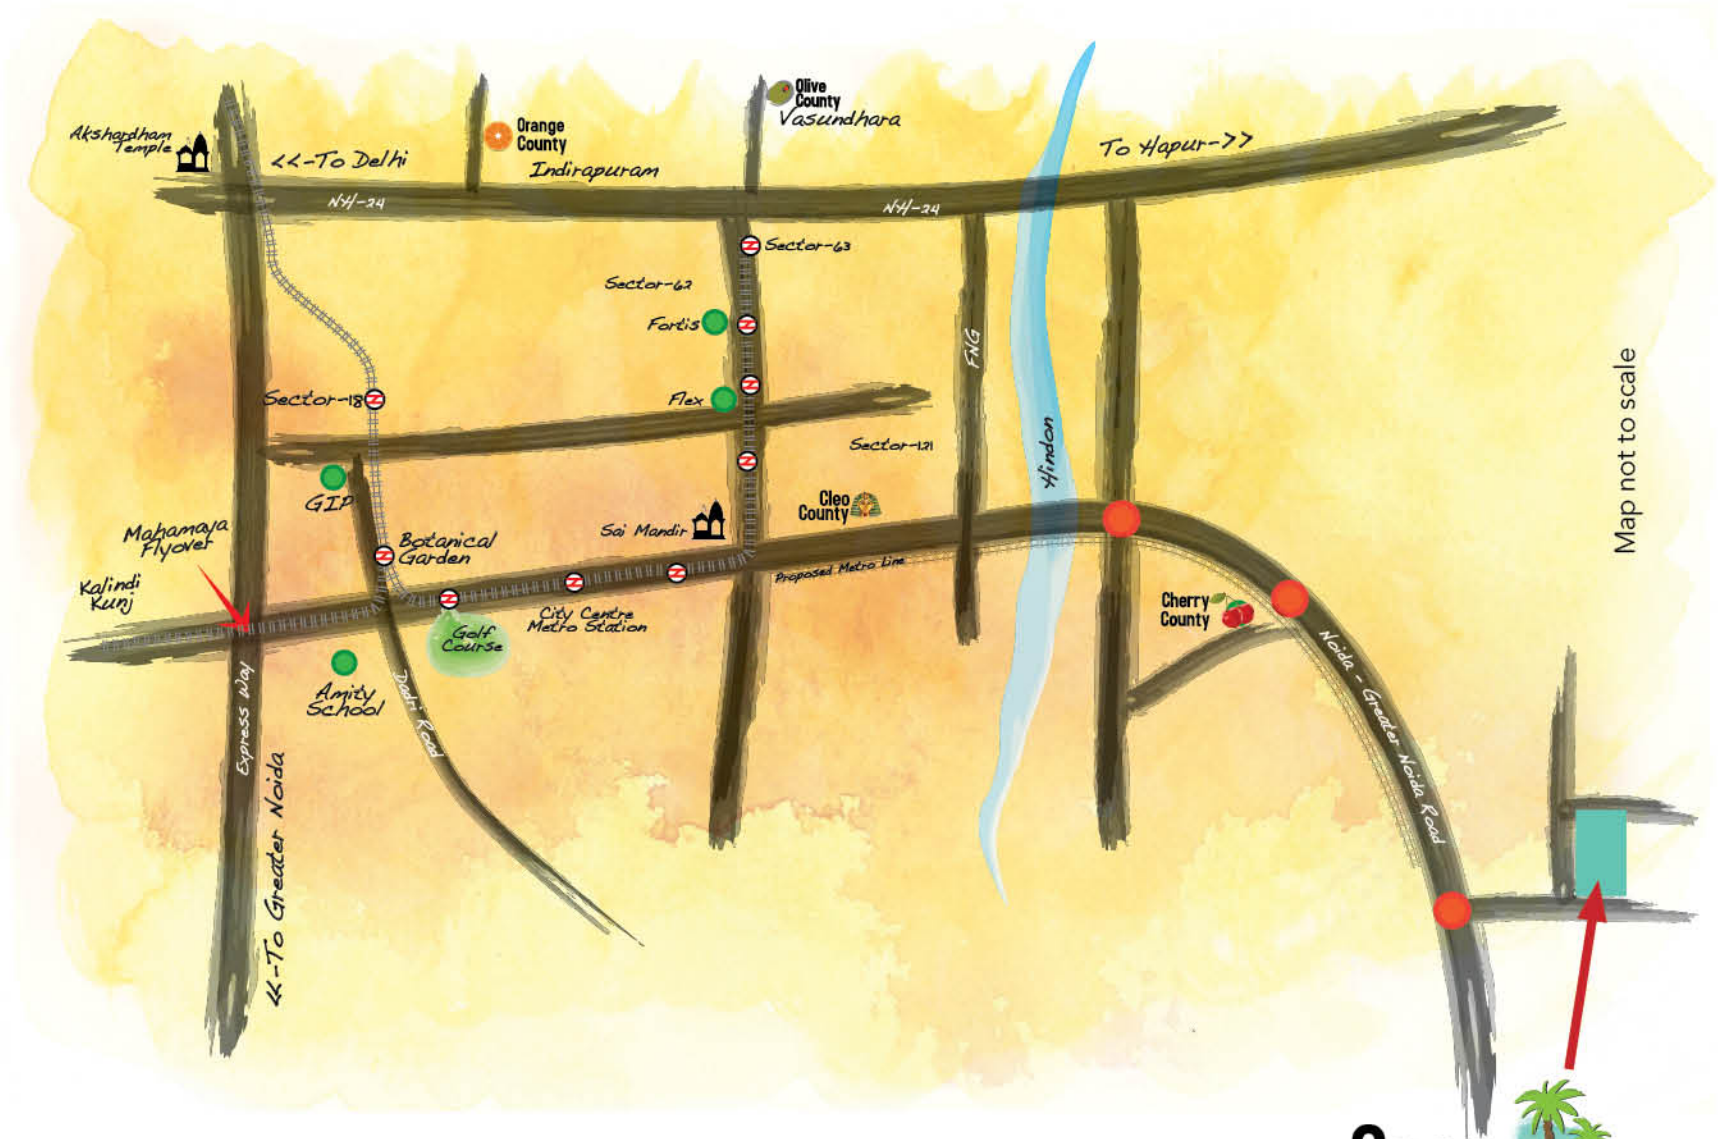 Olive
County
Vasundhara
Akshardham
Temple
<<-To Delhi
Orange
County
Indirapuram
To Hapur->>
NH-24
NH-24
Sector-63
Sector-62
Fortis
FNG
Sector-18
Flex
Sector-121
Hindon
Map not to scale
GIP
Cleo
County
Sai Mandir
Mahamaya
Flyover
Botanical
Garden
Proposed Metro Line
Kalindi
Kunj
City Centre
Metro Station
Golf
Course
Cherry
County
Noida - Greater Noida Road
Amity
School
Dadri Road
Express Way
<<-To Greater Noida